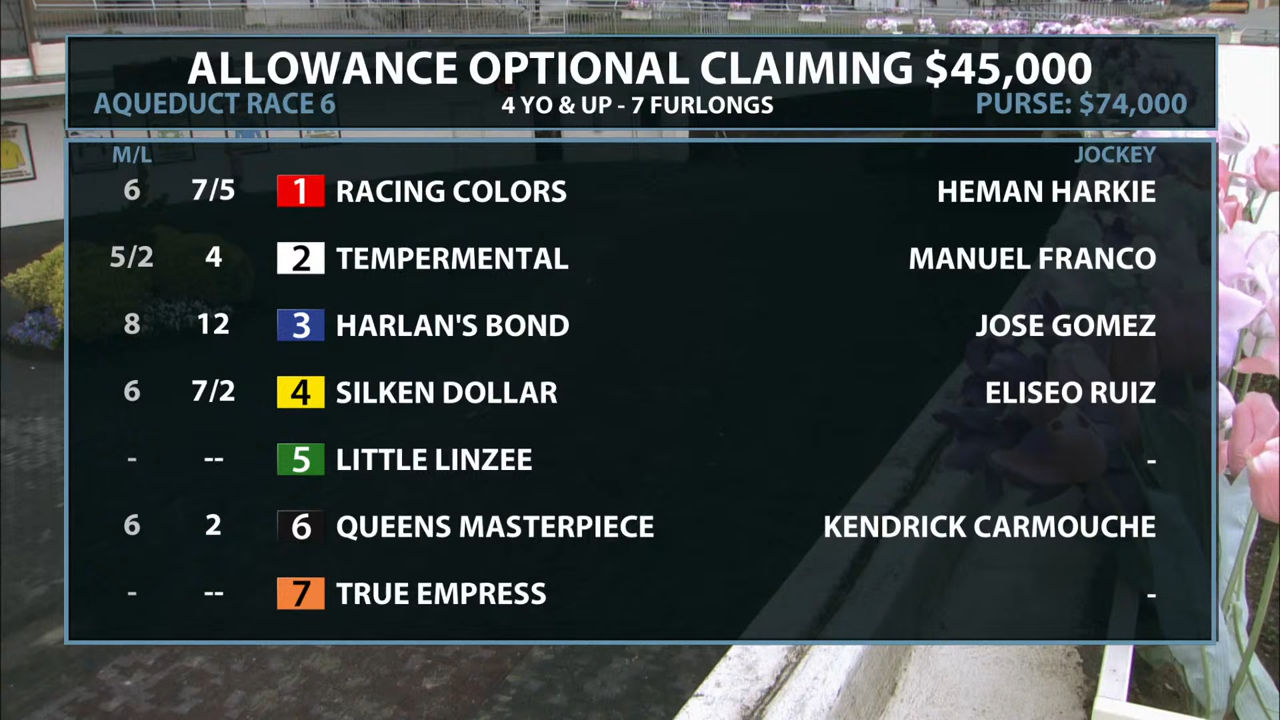 ALLOWANCE OPTIONAL CLAIMING $45,000
AQUEDUCT RACE 6 4 YO & UP - 7 FURLONGS PURSE: $74,000
M/L JOCKEY
6 7/5 1 RACING COLORS HEMAN HARKIE
5/2 4 2 TEMPERMENTAL MANUEL FRANCO
8 12 3 HARLAN'S BOND JOSE GOMEZ
6 7/2 4 SILKEN DOLLAR ELISEO RUIZ
- -- 5 LITTLE LINZEE -
6 2 6 QUEENS MASTERPIECE KENDRICK CARMOUCHE
- -- 7 TRUE EMPRESS -